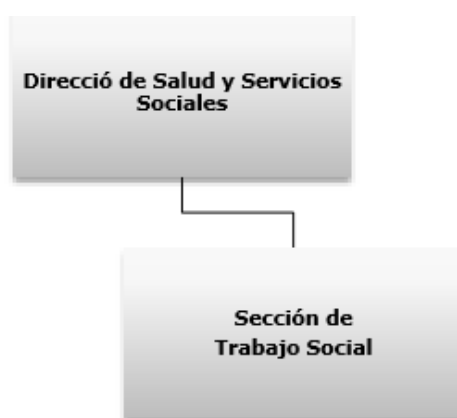 Direcció de Salud y Servicios
Sociales
Sección de
Trabajo Social